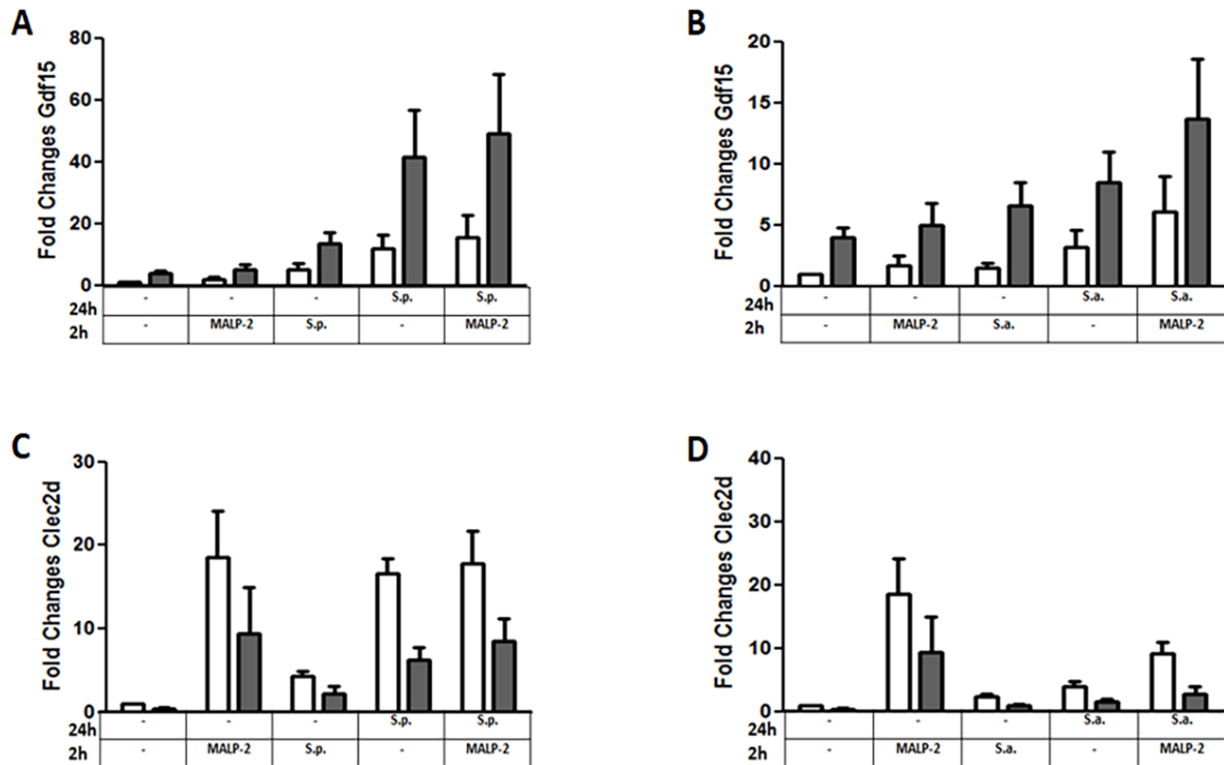 A
Fold Changes Gdf15
80
60
40
20
0
24h - - - S.p. S.p.
2h - MALP-2 S.p. - MALP-2
B
Fold Changes Gdf15
20
15
10
5
0
24h - - - S.a. S.a.
2h - MALP-2 S.a. - MALP-2
C
Fold Changes Clec2d
30
20
10
0
24h - - - S.p. S.p.
2h - MALP-2 S.p. - MALP-2
D
Fold Changes Clec2d
40
30
20
10
0
24h - - - S.a. S.a.
2h - MALP-2 S.a. - MALP-2